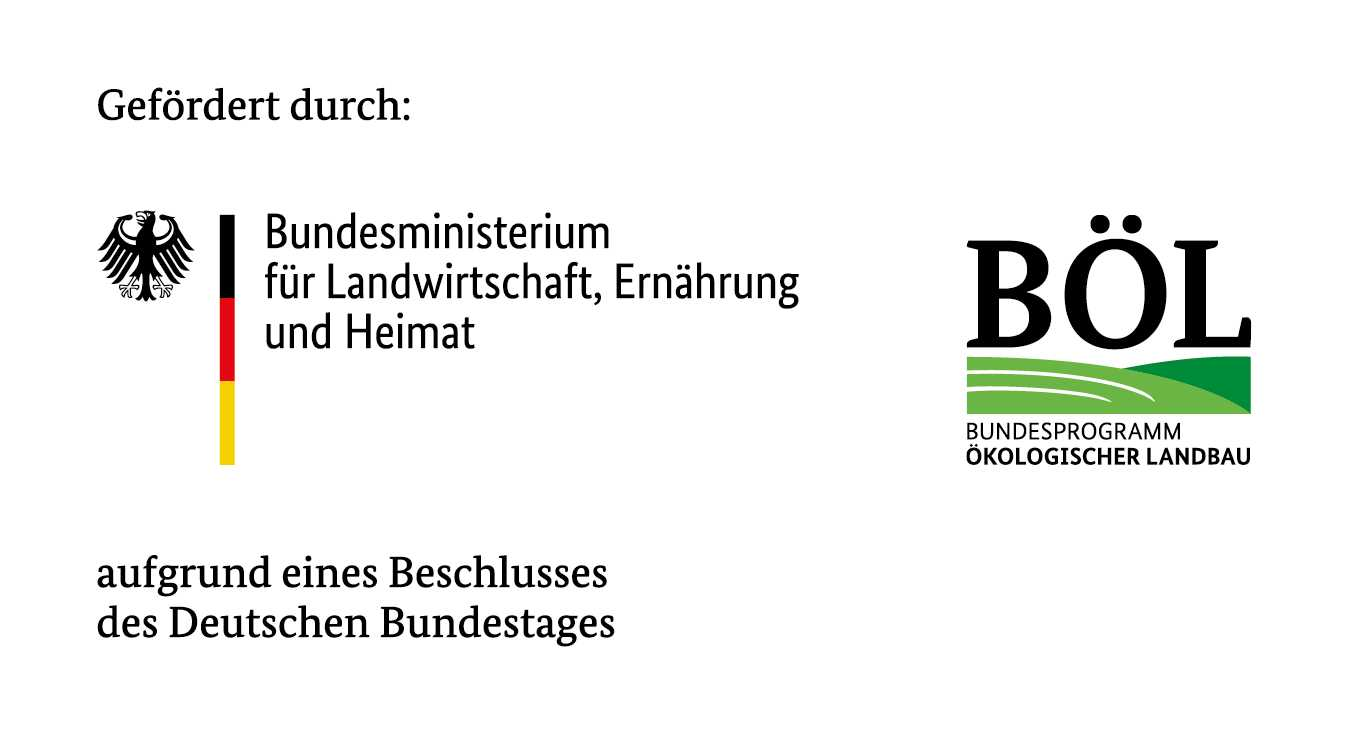 Gefördert durch:
Bundesministerium
für Landwirtschaft, Ernährung
und Heimat
BÖL
BUNDESPROGRAMM
ÖKOLOGISCHER LANDBAU
aufgrund eines Beschlusses
des Deutschen Bundestages